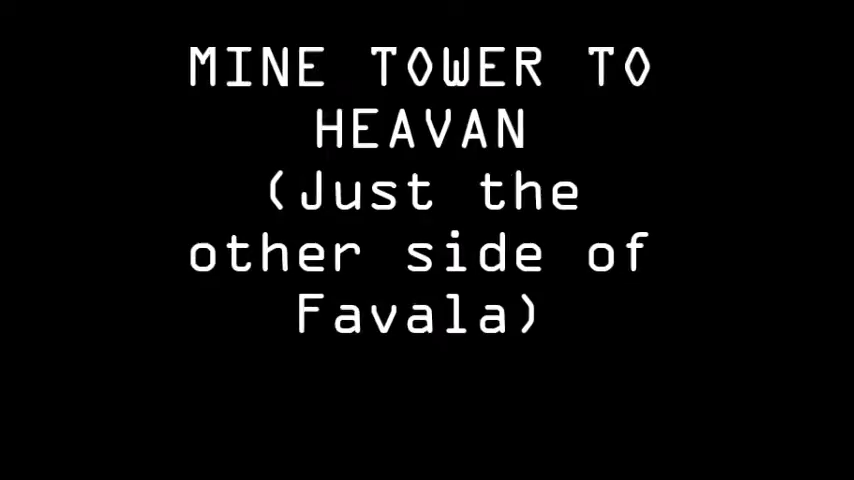 MINE TOWER TO
HEAVAN
(Just the
other side of
Favala)